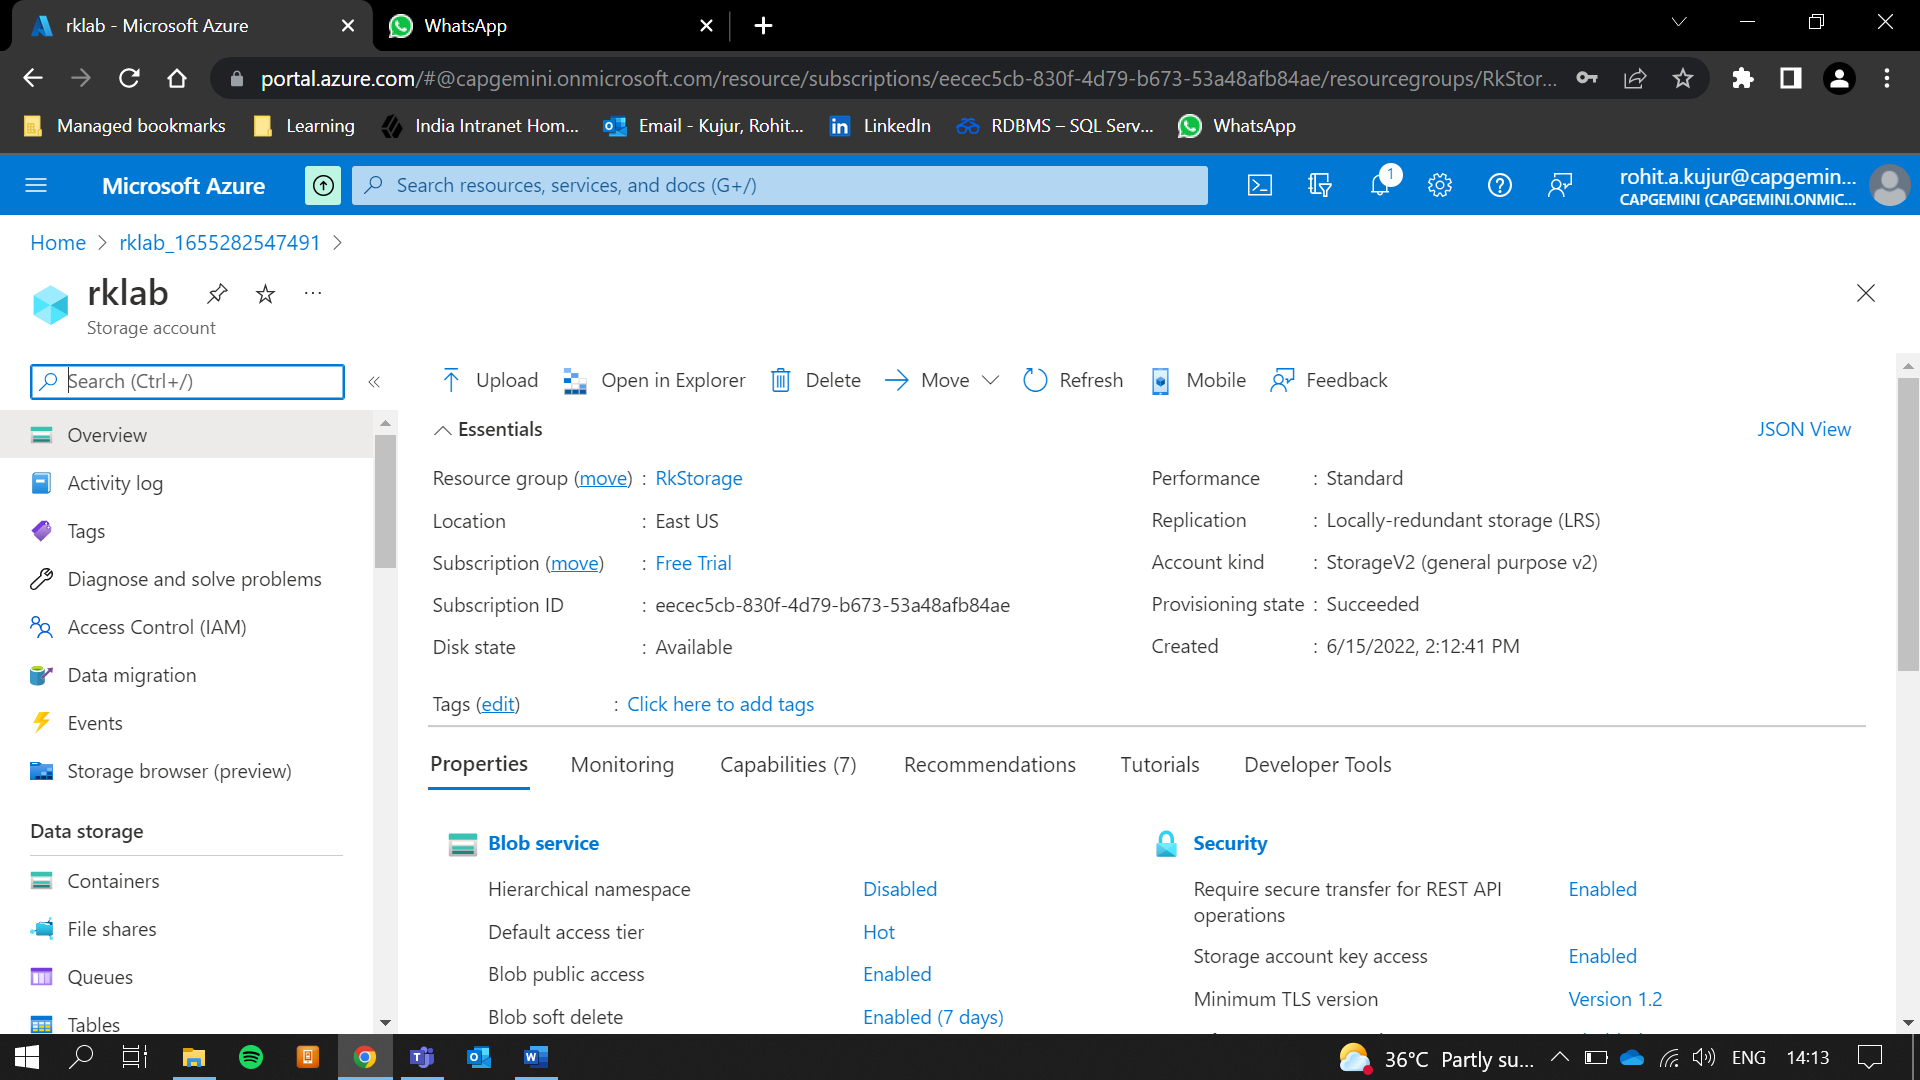 rklab - Microsoft Azure
WhatsApp
portal.azure.com/#@capgemini.onmicrosoft.com/resource/subscriptions/eecec5cb-830f-4d79-b673-53a48afb84ae/resourcegroups/RkStor...
Managed bookmarks
Learning
India Intranet Hom...
Email - Kujur, Rohit...
LinkedIn
RDBMS – SQL Serv...
WhatsApp
Microsoft Azure
Search resources, services, and docs (G+/)
1
rohit.a.kujur@capgemin...
CAPGEMINI (CAPGEMINI.ONMIC...
Home
rklab_1655282547491
rklab
Storage account
Search (Ctrl+/)
Overview
Activity log
Tags
Diagnose and solve problems
Access Control (IAM)
Data migration
Events
Storage browser (preview)
Data storage
Containers
File shares
Queues
Tables
Upload
Open in Explorer
Delete
Move
Refresh
Mobile
Feedback
Essentials
JSON View
Resource group (move) : RkStorage
Location : East US
Subscription (move) : Free Trial
Subscription ID : eecec5cb-830f-4d79-b673-53a48afb84ae
Disk state : Available
Tags (edit) : Click here to add tags
Performance : Standard
Replication : Locally-redundant storage (LRS)
Account kind : StorageV2 (general purpose v2)
Provisioning state : Succeeded
Created : 6/15/2022, 2:12:41 PM
Properties
Monitoring
Capabilities (7)
Recommendations
Tutorials
Developer Tools
Blob service
Hierarchical namespace Disabled
Default access tier Hot
Blob public access Enabled
Blob soft delete Enabled (7 days)
Security
Require secure transfer for REST API Enabled
operations
Storage account key access Enabled
Minimum TLS version Version 1.2
36°C Partly su...
ENG
14:13